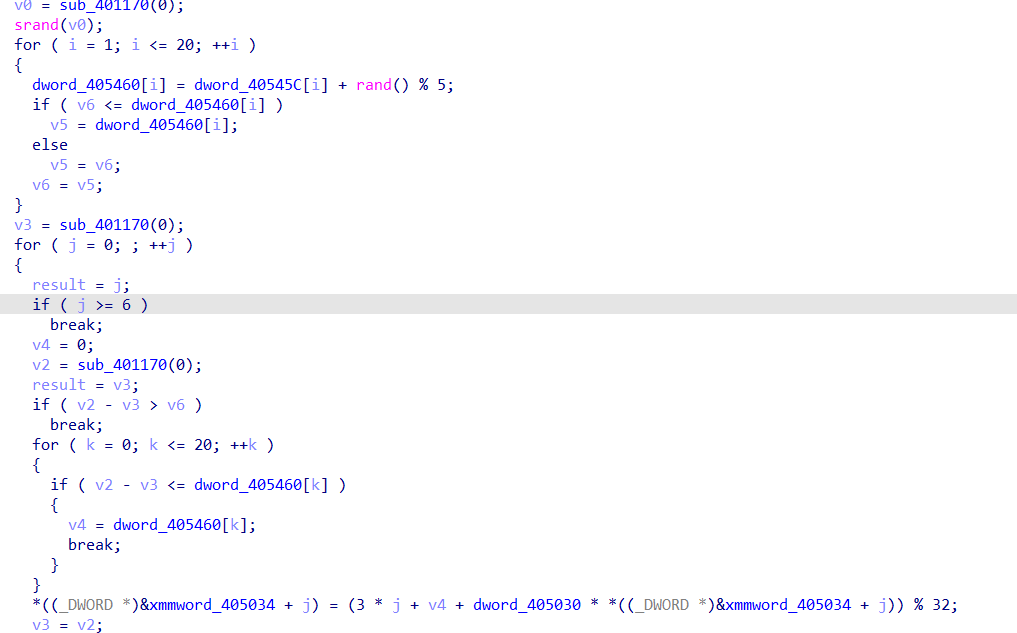 v0 = sub_401170(0);
srand(v0);
for ( i = 1; i <= 20; ++i )
{
  dword_405460[i] = dword_40545C[i] + rand() % 5;
  if ( v6 <= dword_405460[i] )
    v5 = dword_405460[i];
  else
    v5 = v6;
  v6 = v5;
}
v3 = sub_401170(0);
for ( j = 0; ; ++j )
{
  result = j;
  if ( j >= 6 )
    break;
  v4 = 0;
  v2 = sub_401170(0);
  result = v3;
  if ( v2 - v3 > v6 )
    break;
  for ( k = 0; k <= 20; ++k )
  {
    if ( v2 - v3 <= dword_405460[k] )
    {
      v4 = dword_405460[k];
      break;
    }
  }
  *((_DWORD *)&xmmword_405034 + j) = (3 * j + v4 + dword_405030 * *((_DWORD *)&xmmword_405034 + j)) % 32;
  v3 = v2;